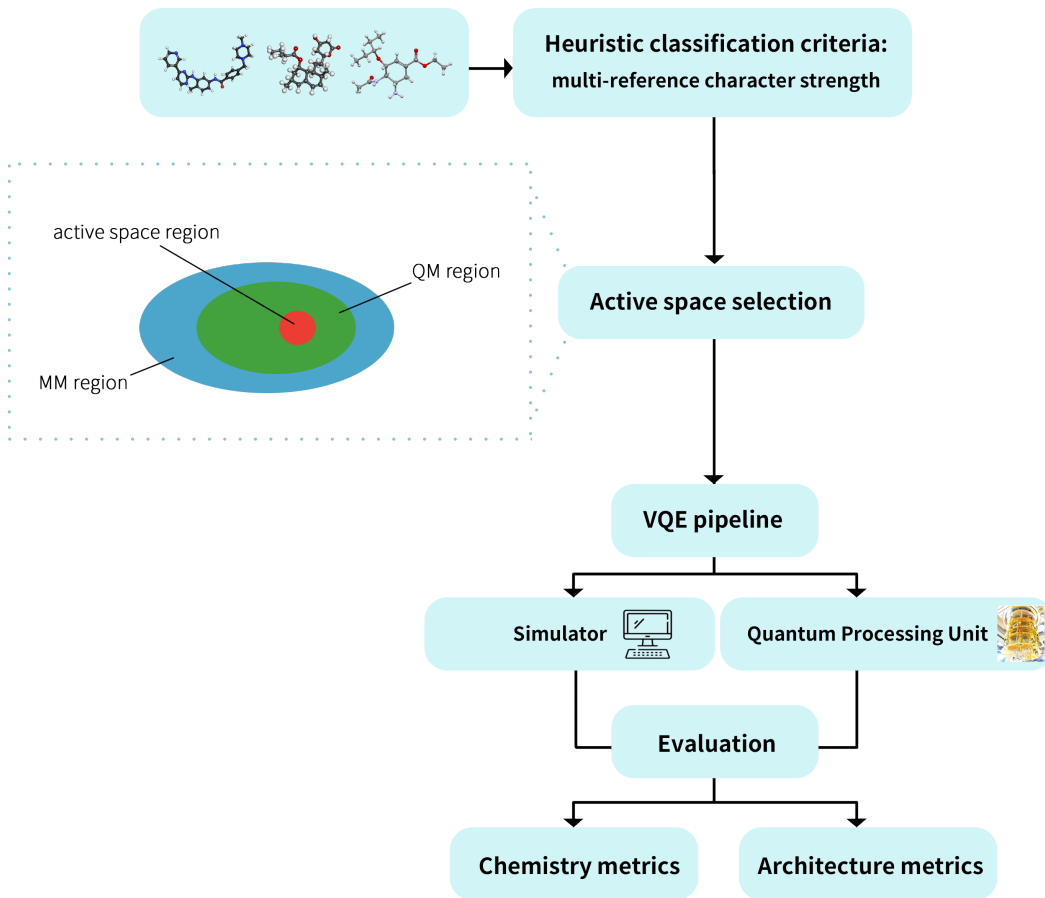 Heuristic classification criteria:
multi-reference character strength
active space region
QM region
MM region
Active space selection
VQE pipeline
Simulator
Quantum Processing Unit
Evaluation
Chemistry metrics
Architecture metrics